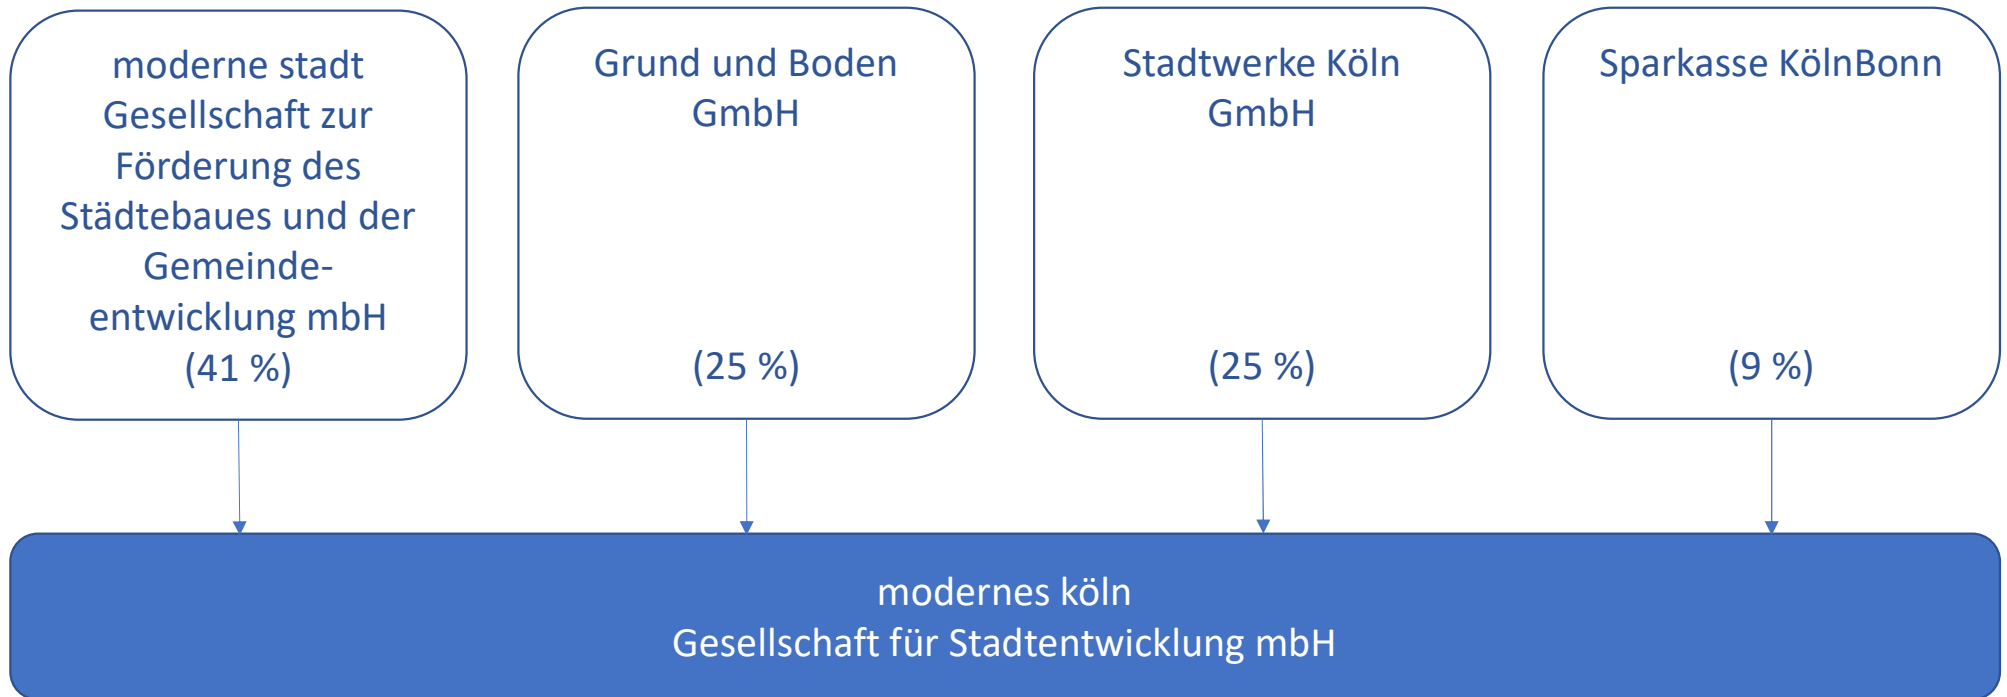 moderne stadt
Gesellschaft zur
Förderung des
Städtebaues und der
Gemeinde-
entwicklung mbH
(41 %)
Grund und Boden
GmbH
(25 %)
Stadtwerke Köln
GmbH
(25 %)
Sparkasse KölnBonn
(9 %)
modernes köln
Gesellschaft für Stadtentwicklung mbH